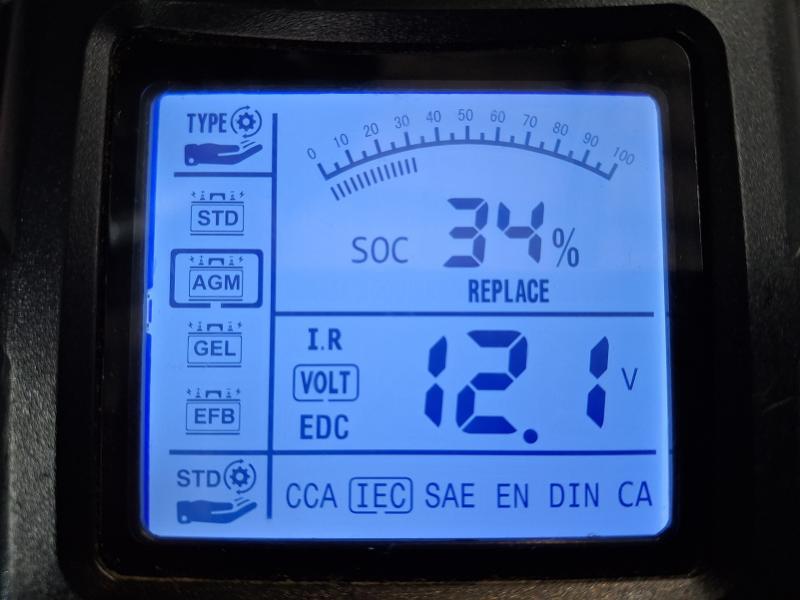 TYPE
0 10 20 30 40 50 60 70 80 90 100
STD
SOC 34%
AGM
REPLACE
I.R
GEL
VOLT 12.1 V
EFB
EDC
STD
CCA IEC SAE EN DIN CA